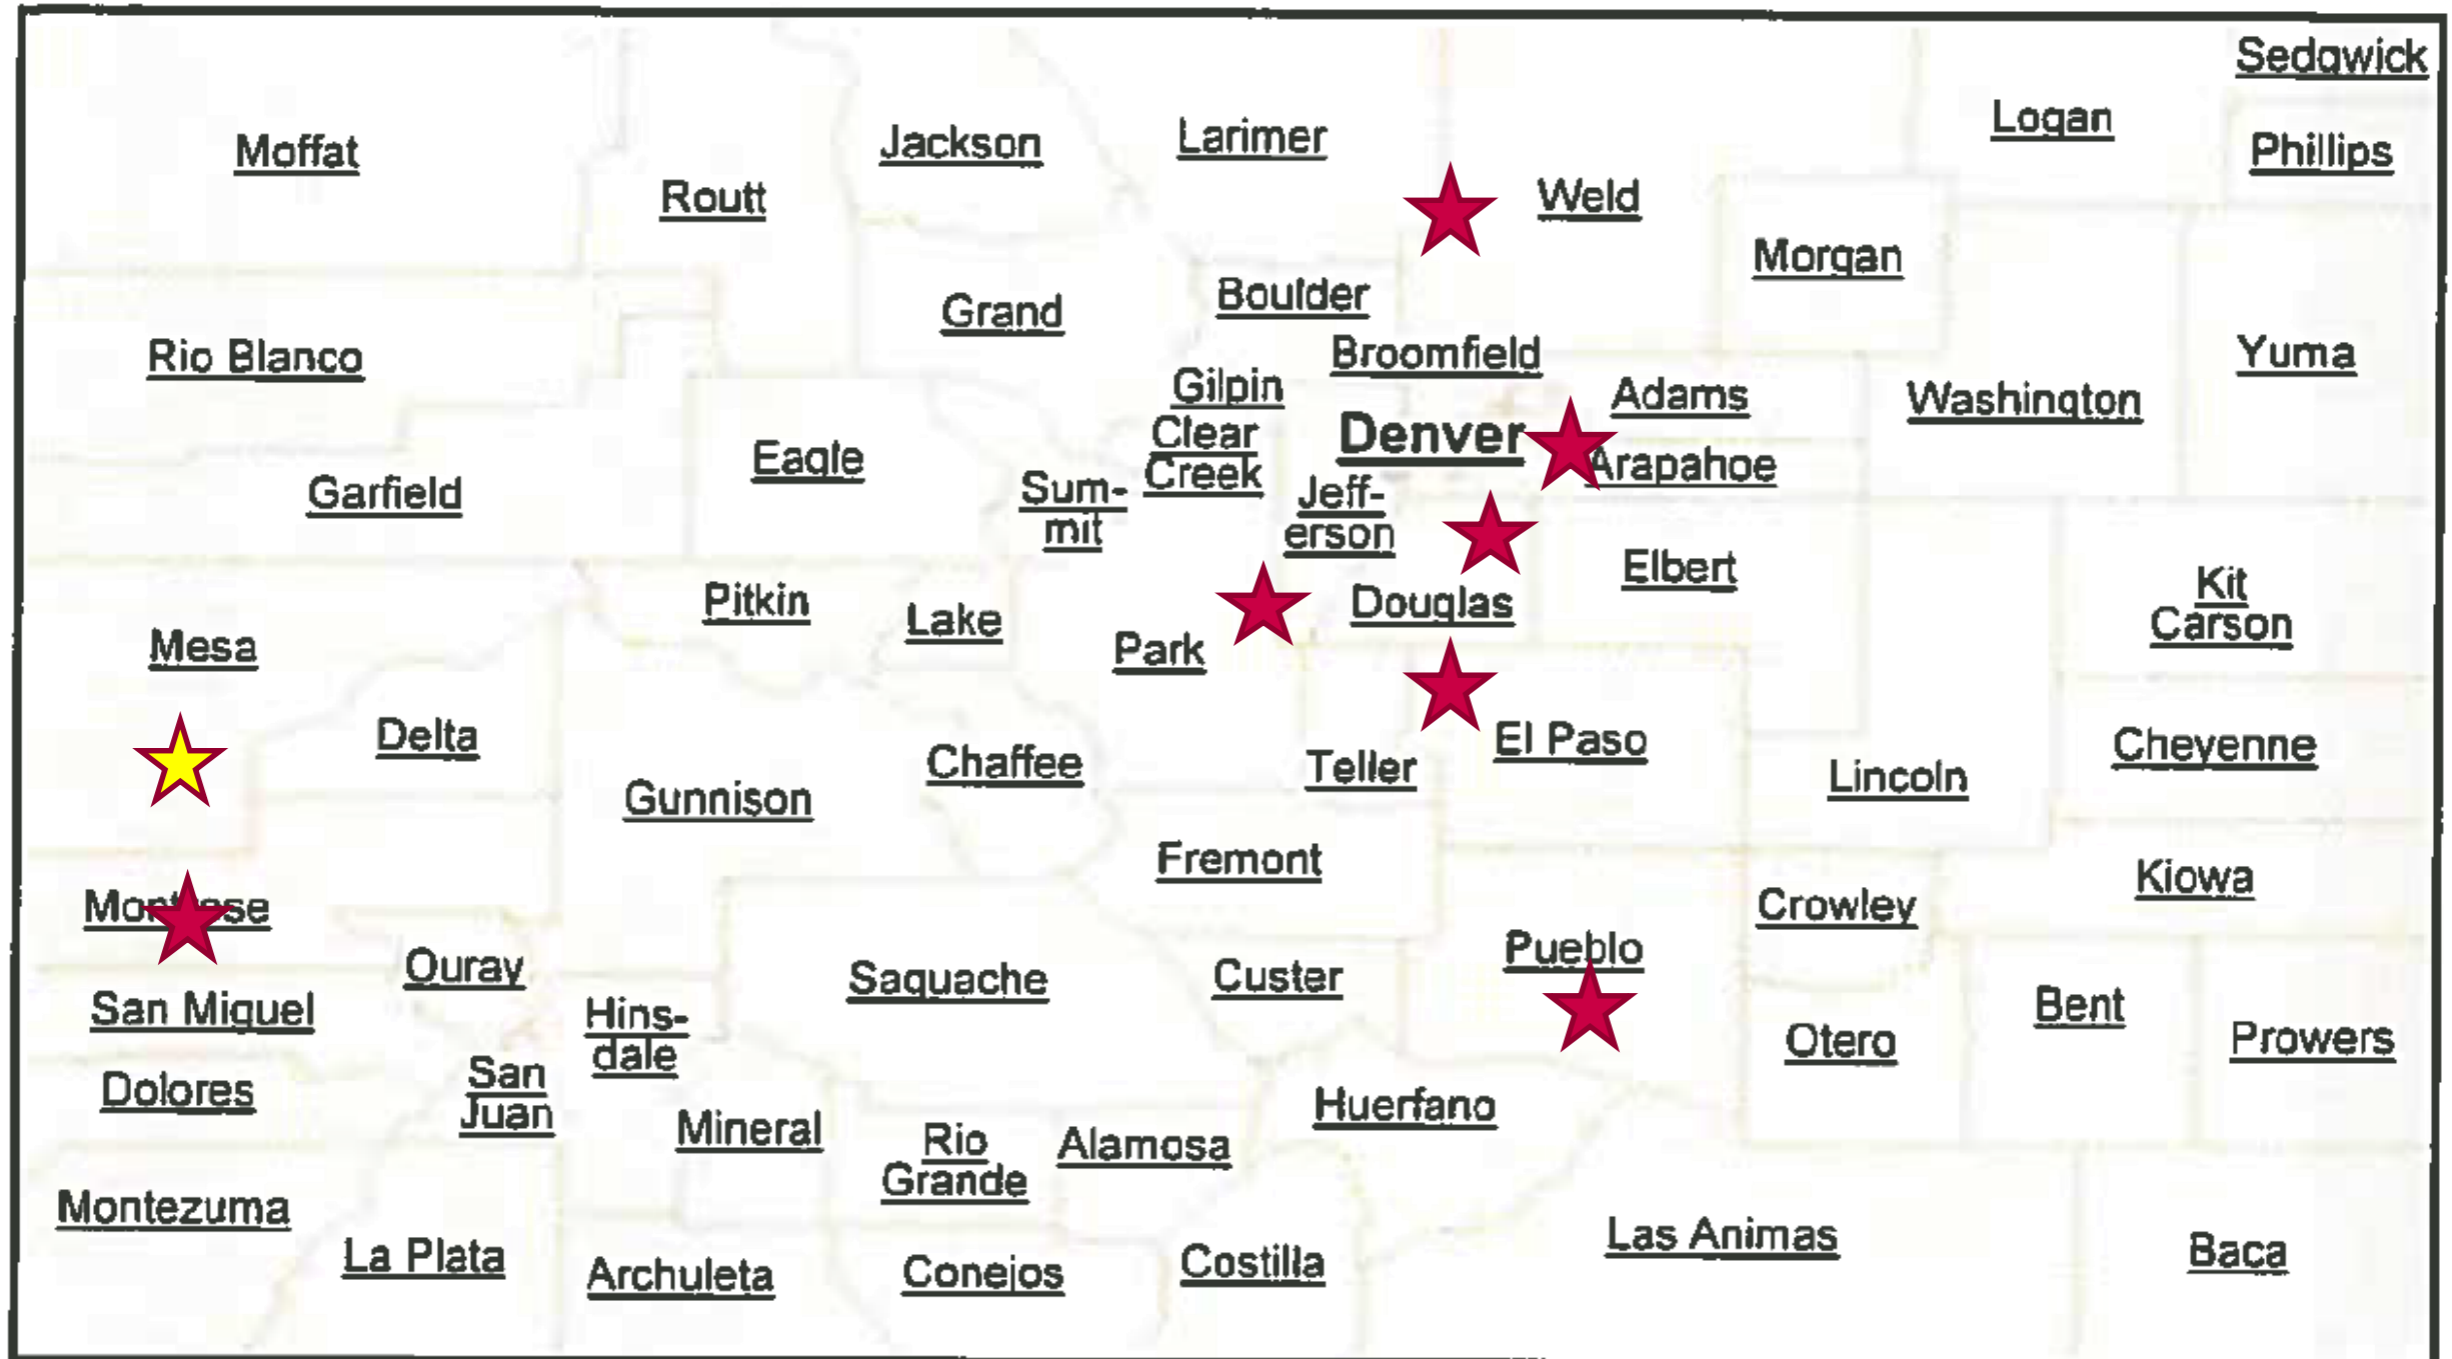 Sedgwick
Logan
Larimer
Jackson
Moffat
Phillips
Routt
Weld
Morgan
Boulder
Grand
Broomfield
Yuma
Rio Blanco
Gilpin
Adams
Washington
Denver
Clear
Creek
Eagle
Arapahoe
Garfield
Sum-
mit
Jeff-
erson
Elbert
Kit
Carson
Pitkin
Lake
Douglas
Mesa
Park
Delta
El Paso
Cheyenne
Chaffee
Teller
Lincoln
Gunnison
Fremont
Kiowa
Montrose
Crowley
Pueblo
Ouray
Saguache
Custer
San Miguel
Hins-
dale
Bent
Otero
Prowers
Dolores
San
Juan
Huerfano
Mineral
Rio
Grande
Alamosa
Montezuma
La Plata
Archuleta
Conejos
Costilla
Las Animas
Baca